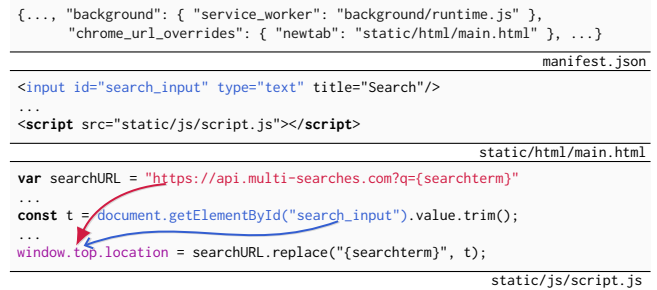 {..., "background": { "service_worker": "background/runtime.js" },
"chrome_url_overrides": { "newtab": "static/html/main.html" }, ...}
manifest.json
<input id="search_input" type="text" title="Search"/>
...
<script src="static/js/script.js"></script>
static/html/main.html
var searchURL = "https://api.multi-searches.com?q={searchterm}"
...
const t = document.getElementById("search_input").value.trim();
...
window.top.location = searchURL.replace("{searchterm}", t);
static/js/script.js